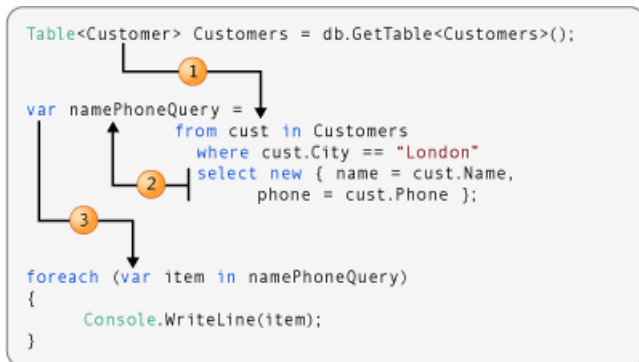 Table<Customer> Customers = db.GetTable<Customers>();
1
var namePhoneQuery =
from cust in Customers
where cust.City == "London"
2
select new { name = cust.Name,
phone = cust.Phone };
3
foreach (var item in namePhoneQuery)
{
Console.WriteLine(item);
}